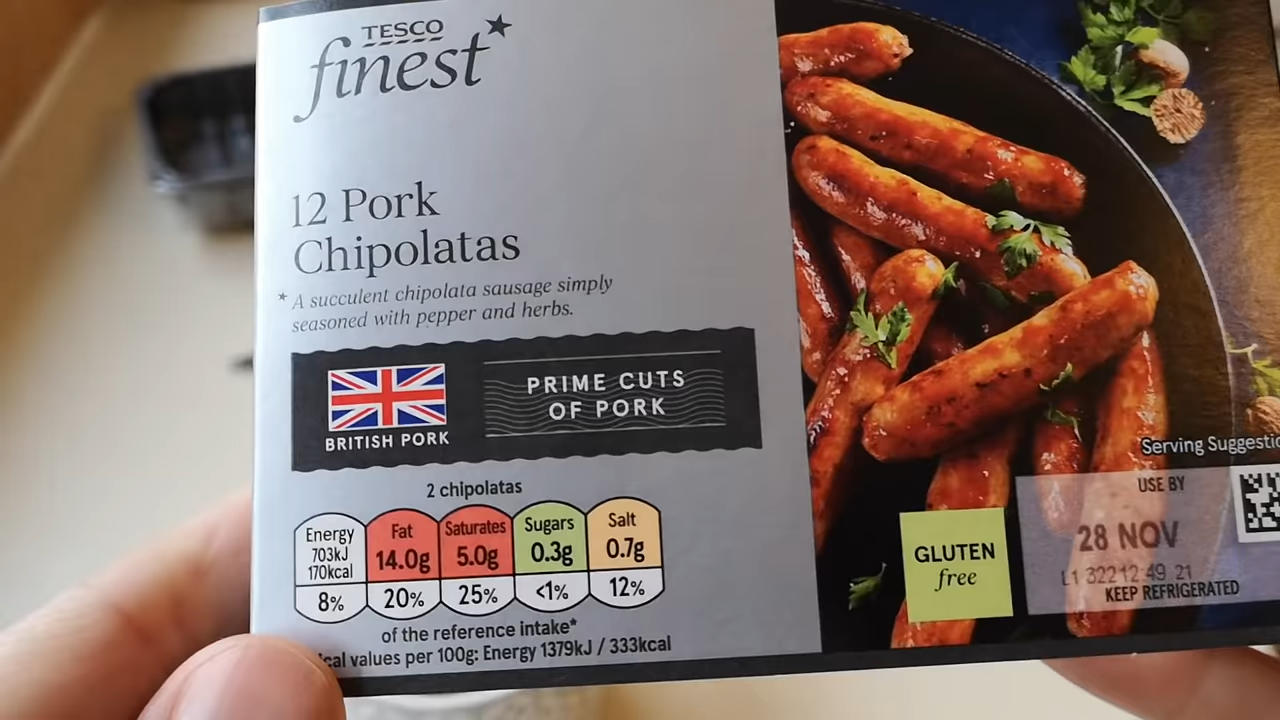 TESCO
finest*
12 Pork
Chipolatas
* A succulent chipolata sausage simply
seasoned with pepper and herbs.
BRITISH PORK
PRIME CUTS
OF PORK
2 chipolatas
Energy
703kJ
170kcal
8%
Fat
14.0g
20%
Saturates
5.0g
25%
Sugars
0.3g
<1%
Salt
0.7g
12%
of the reference intake*
values per 100g: Energy 1379kJ / 333kcal
Serving
GLUTEN
free
USE BY
28 NOV
L1 32212:49 21
KEEP REFRIGERATED